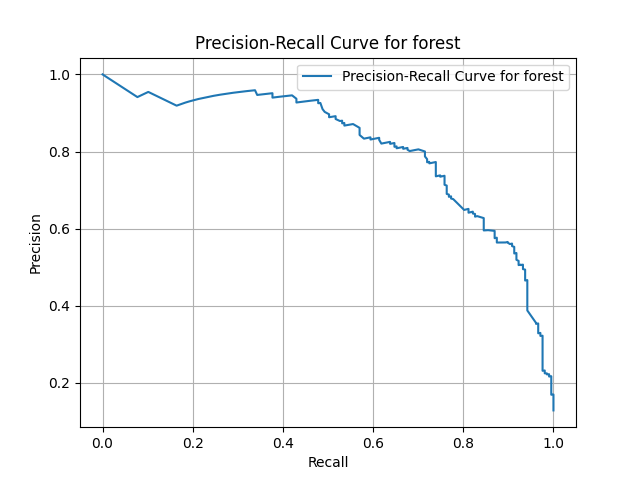 Precision-Recall Curve for forest
Precision-Recall Curve for forest
1.0
0.8
0.6
0.4
0.2
Precision
0.0 0.2 0.4 0.6 0.8 1.0
Recall